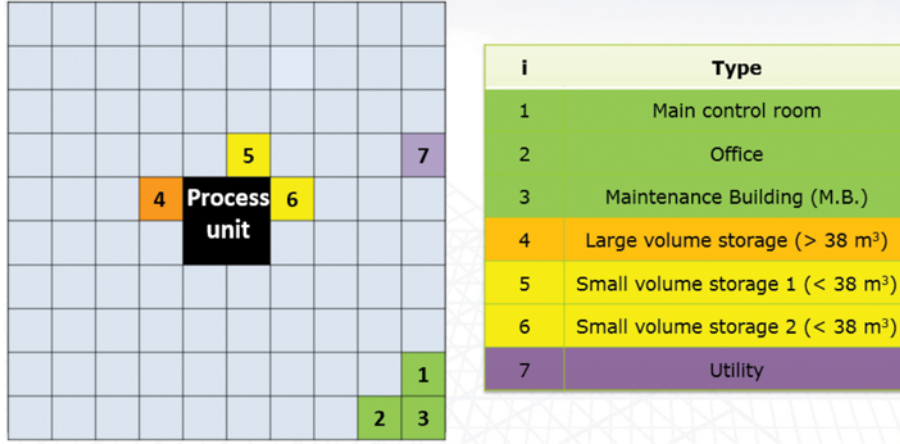 5
7
4
Process
unit
6
1
2
3
i Type
1 Main control room
2 Office
3 Maintenance Building (M.B.)
4 Large volume storage (> 38 m³)
5 Small volume storage 1 (< 38 m³)
6 Small volume storage 2 (< 38 m³)
7 Utility